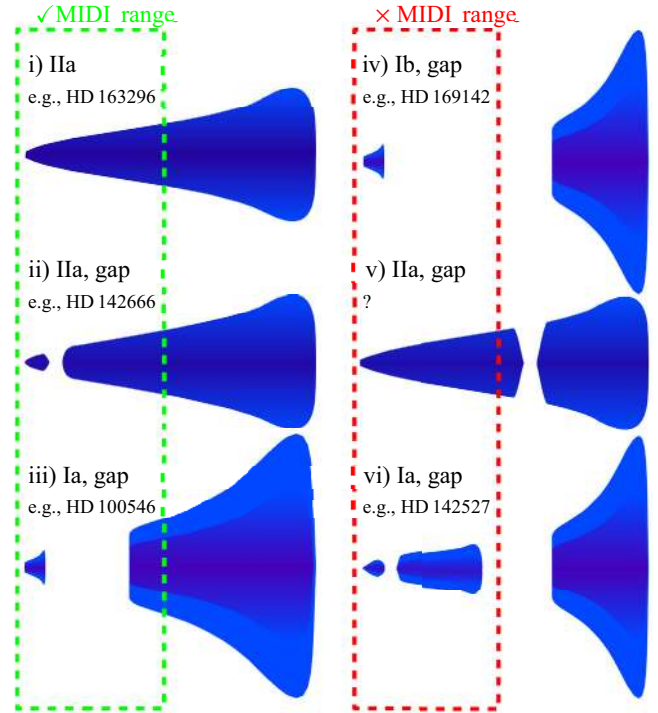 ✓MIDI range
i) IIa
e.g., HD 163296
ii) IIa, gap
e.g., HD 142666
iii) Ia, gap
e.g., HD 100546
× MIDI range
iv) Ib, gap
e.g., HD 169142
v) IIa, gap
?
vi) Ia, gap
e.g., HD 142527